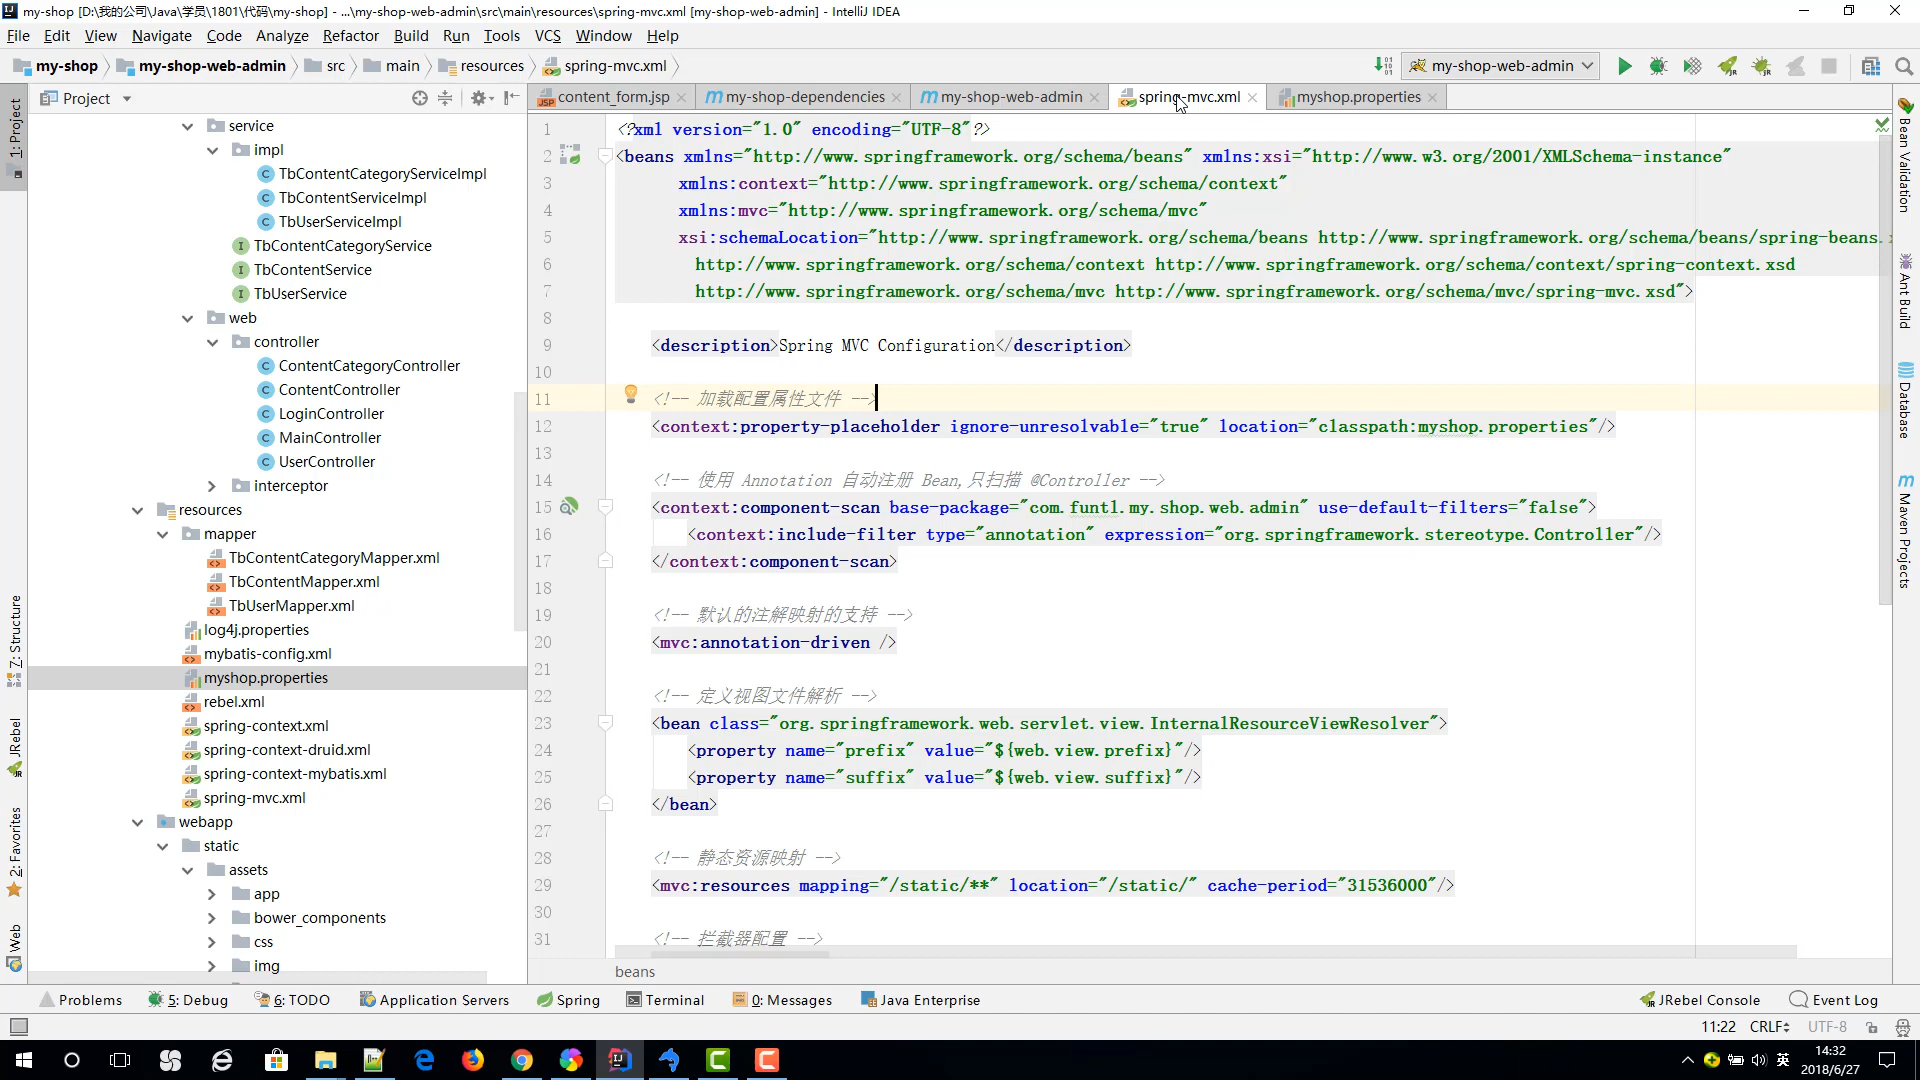 my-shop [D:\我的公司\Java\学员\1801\代码\my-shop] - ...\my-shop-web-admin\src\main\resources\spring-mvc.xml [my-shop-web-admin] - IntelliJ IDEA
File Edit View Navigate Code Analyze Refactor Build Run Tools VCS Window Help
my-shop my-shop-web-admin src main resources spring-mvc.xml my-shop-web-admin
Project
content_form.jsp my-shop-dependencies my-shop-web-admin spring-mvc.xml myshop.properties
1: Project
7: Structure
JRebel
2: Favorites
Web
service
impl
TbContentCategoryServiceImpl
TbContentServiceImpl
TbUserServiceImpl
TbContentCategoryService
TbContentService
TbUserService
web
controller
ContentCategoryController
ContentController
LoginController
MainController
UserController
interceptor
resources
mapper
TbContentCategoryMapper.xml
TbContentMapper.xml
TbUserMapper.xml
log4j.properties
mybatis-config.xml
myshop.properties
rebel.xml
spring-context.xml
spring-context-druid.xml
spring-context-mybatis.xml
spring-mvc.xml
webapp
static
assets
app
bower_components
css
img
1 <?xml version="1.0" encoding="UTF-8"?>
2 <beans xmlns="http://www.springframework.org/schema/beans" xmlns:xsi="http://www.w3.org/2001/XMLSchema-instance"
3 xmlns:context="http://www.springframework.org/schema/context"
4 xmlns:mvc="http://www.springframework.org/schema/mvc"
5 xsi:schemaLocation="http://www.springframework.org/schema/beans http://www.springframework.org/schema/beans/spring-beans.
6 http://www.springframework.org/schema/context http://www.springframework.org/schema/context/spring-context.xsd
7 http://www.springframework.org/schema/mvc http://www.springframework.org/schema/mvc/spring-mvc.xsd">
8
9 <description>Spring MVC Configuration</description>
10
11 <!-- 加载配置属性文件 -->
12 <context:property-placeholder ignore-unresolvable="true" location="classpath:myshop.properties"/>
13
14 <!-- 使用 Annotation 自动注册 Bean,只扫描 @Controller -->
15 <context:component-scan base-package="com.funtl.my.shop.web.admin" use-default-filters="false">
16 <context:include-filter type="annotation" expression="org.springframework.stereotype.Controller"/>
17 </context:component-scan>
18
19 <!-- 默认的注解映射的支持 -->
20 <mvc:annotation-driven />
21
22 <!-- 定义视图文件解析 -->
23 <bean class="org.springframework.web.servlet.view.InternalResourceViewResolver">
24 <property name="prefix" value="${web.view.prefix}"/>
25 <property name="suffix" value="${web.view.suffix}"/>
26 </bean>
27
28 <!-- 静态资源映射 -->
29 <mvc:resources mapping="/static/**" location="/static/" cache-period="31536000"/>
30
31 <!-- 拦截器配置 -->
beans
Bean Validation
Ant Build
Database
Maven Projects
Problems 5: Debug 6: TODO Application Servers Spring Terminal 0: Messages Java Enterprise JRebel Console Event Log
11:22 CRLF UTF-8
英
14:32
2018/6/27